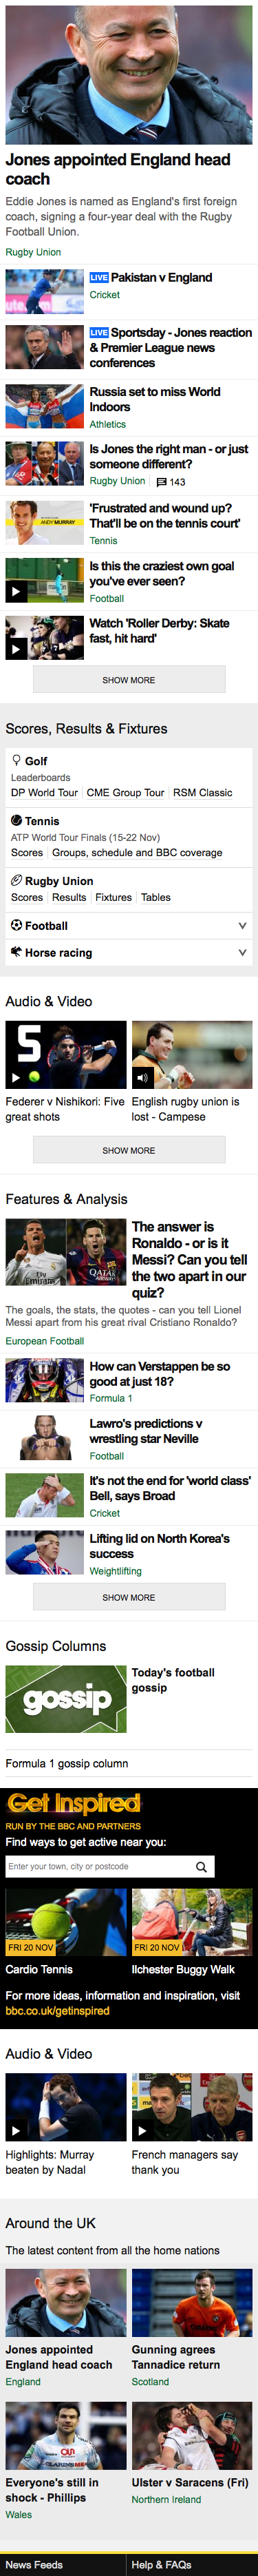 Jones appointed England head
coach
Eddie Jones is named as England's first foreign
coach, signing a four-year deal with the Rugby
Football Union.
Rugby Union
LIVE Pakistan v England
Cricket
LIVE Sportsday - Jones reaction
& Premier League news
conferences
Russia set to miss World
Indoors
Athletics
Is Jones the right man - or just
someone different?
Rugby Union 143
ANDY MURRAY
'Frustrated and wound up?
That'll be on the tennis court'
Tennis
Is this the craziest own goal
you've ever seen?
Football
Watch 'Roller Derby: Skate
fast, hit hard'
SHOW MORE
Scores, Results & Fixtures
Golf
Leaderboards
DP World Tour CME Group Tour RSM Classic
Tennis
ATP World Tour Finals (15-22 Nov)
Scores Groups, schedule and BBC coverage
Rugby Union
Scores Results Fixtures Tables
Football
Horse racing
Audio & Video
5
Federer v Nishikori: Five
great shots
English rugby union is
lost - Campese
SHOW MORE
Features & Analysis
Fly Emirates
QATAR
AIRWAYS
The answer is
Ronaldo - or is it
Messi? Can you tell
the two apart in our
quiz?
The goals, the stats, the quotes - can you tell Lionel
Messi apart from his great rival Cristiano Ronaldo?
European Football
How can Verstappen be so
good at just 18?
Formula 1
Lawro's predictions v
wrestling star Neville
Football
It's not the end for 'world class'
Bell, says Broad
Cricket
Lifting lid on North Korea's
success
Weightlifting
SHOW MORE
Gossip Columns
gossip
Today's football
gossip
Formula 1 gossip column
Get Inspired
RUN BY THE BBC AND PARTNERS
Find ways to get active near you:
Enter your town, city or postcode
FRI 20 NOV
Cardio Tennis
FRI 20 NOV
Ilchester Buggy Walk
For more ideas, information and inspiration, visit
bbc.co.uk/getinspired
Audio & Video
Highlights: Murray
beaten by Nadal
French managers say
thank you
Around the UK
The latest content from all the home nations
Jones appointed
England head coach
England
Gunning agrees
Tannadice return
Scotland
Everyone's still in
shock - Phillips
Wales
Ulster v Saracens (Fri)
Northern Ireland
News Feeds
Help & FAQs